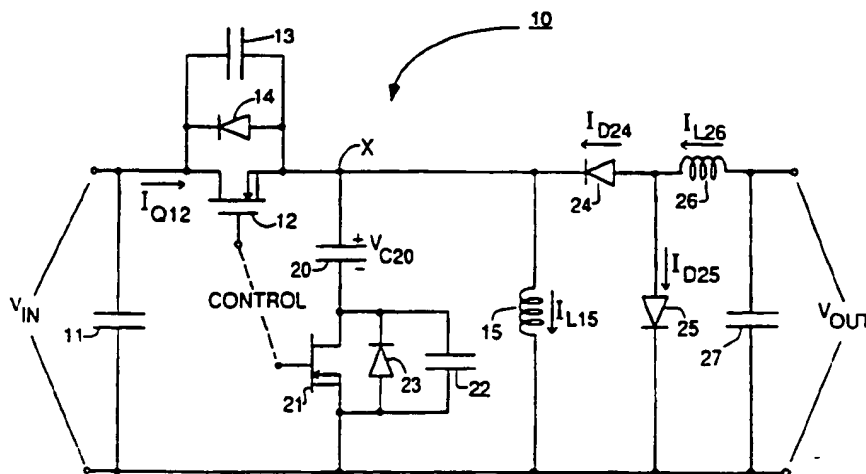 10
13
14
X
I_D24
I_L26
I_Q12
12
24
26
+
V_C20
-
20
I_D25
V_IN
CONTROL
15
I_L15
V_OUT
11
25
27
23
21
22